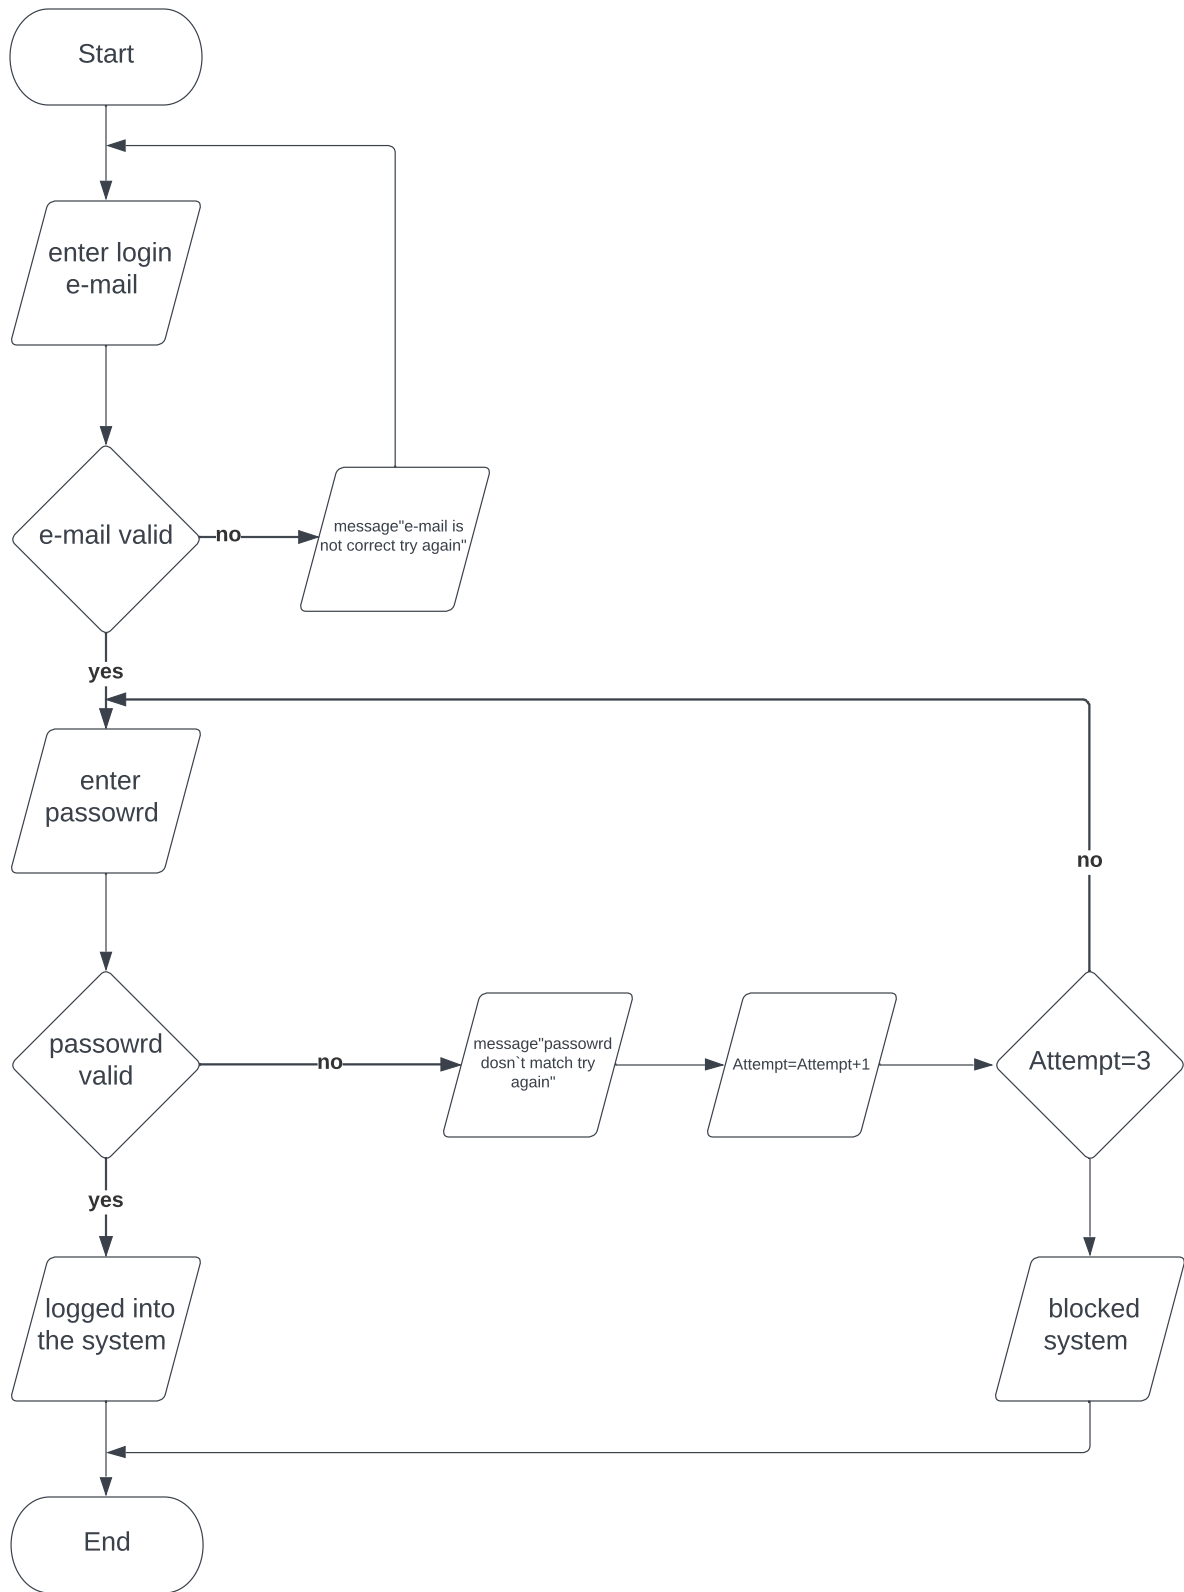 Start
enter login
e-mail
e-mail valid
no
message"e-mail is
not correct try again"
yes
enter
passowrd
no
passowrd
valid
no
message"passowrd
dosn`t match try
again"
Attempt=Attempt+1
Attempt=3
yes
logged into
the system
blocked
system
End